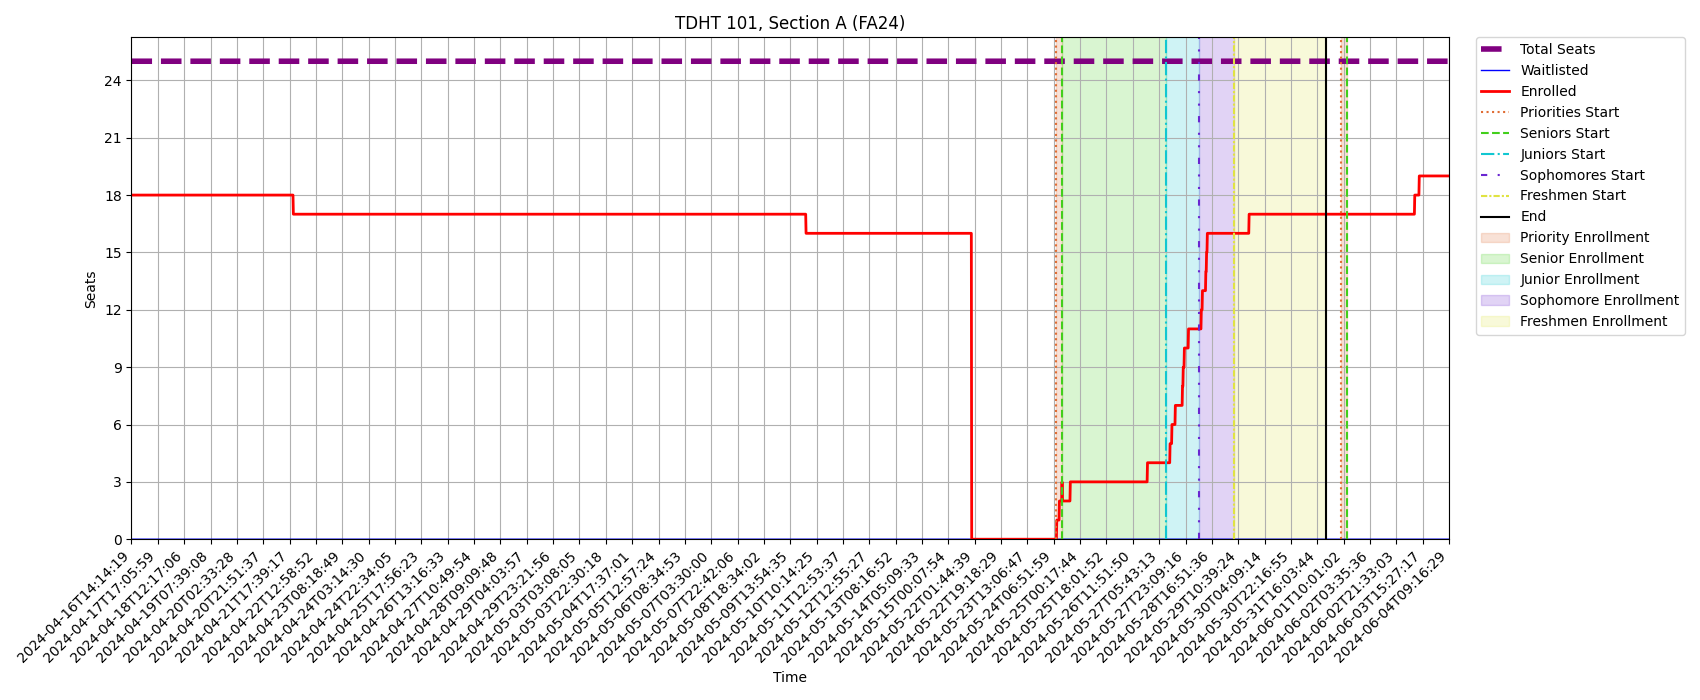 TDHT 101, Section A (FA24)
Total Seats
Waitlisted
Enrolled
Priorities Start
Seniors Start
Juniors Start
Sophomores Start
Freshmen Start
End
Priority Enrollment
Senior Enrollment
Junior Enrollment
Sophomore Enrollment
Freshmen Enrollment
Seats
24
21
18
15
12
9
6
3
0
2024-04-16T14:14:19
2024-04-17T17:05:59
2024-04-18T12:17:06
2024-04-19T07:39:08
2024-04-20T02:33:28
2024-04-20T21:51:37
2024-04-21T17:39:17
2024-04-22T12:58:52
2024-04-23T08:18:49
2024-04-24T03:14:30
2024-04-24T22:34:05
2024-04-25T17:56:23
2024-04-26T13:16:33
2024-04-27T10:49:54
2024-04-28T09:09:48
2024-04-29T04:03:57
2024-04-29T23:21:56
2024-05-03T03:08:05
2024-05-03T22:30:18
2024-05-04T17:37:01
2024-05-05T12:57:24
2024-05-06T08:34:53
2024-05-07T03:30:00
2024-05-07T22:42:06
2024-05-08T18:34:02
2024-05-09T13:54:35
2024-05-10T10:14:25
2024-05-11T12:53:37
2024-05-12T12:55:27
2024-05-13T08:16:52
2024-05-14T05:09:33
2024-05-15T00:07:54
2024-05-22T01:44:39
2024-05-22T19:18:29
2024-05-23T13:06:47
2024-05-24T06:51:59
2024-05-25T00:17:44
2024-05-25T18:01:52
2024-05-26T11:51:50
2024-05-27T05:43:13
2024-05-27T23:09:16
2024-05-28T16:51:36
2024-05-29T10:39:24
2024-05-30T04:09:14
2024-05-30T22:16:55
2024-05-31T16:03:44
2024-06-01T10:01:02
2024-06-02T03:35:36
2024-06-02T21:33:03
2024-06-03T15:27:17
2024-06-04T09:16:29
Time